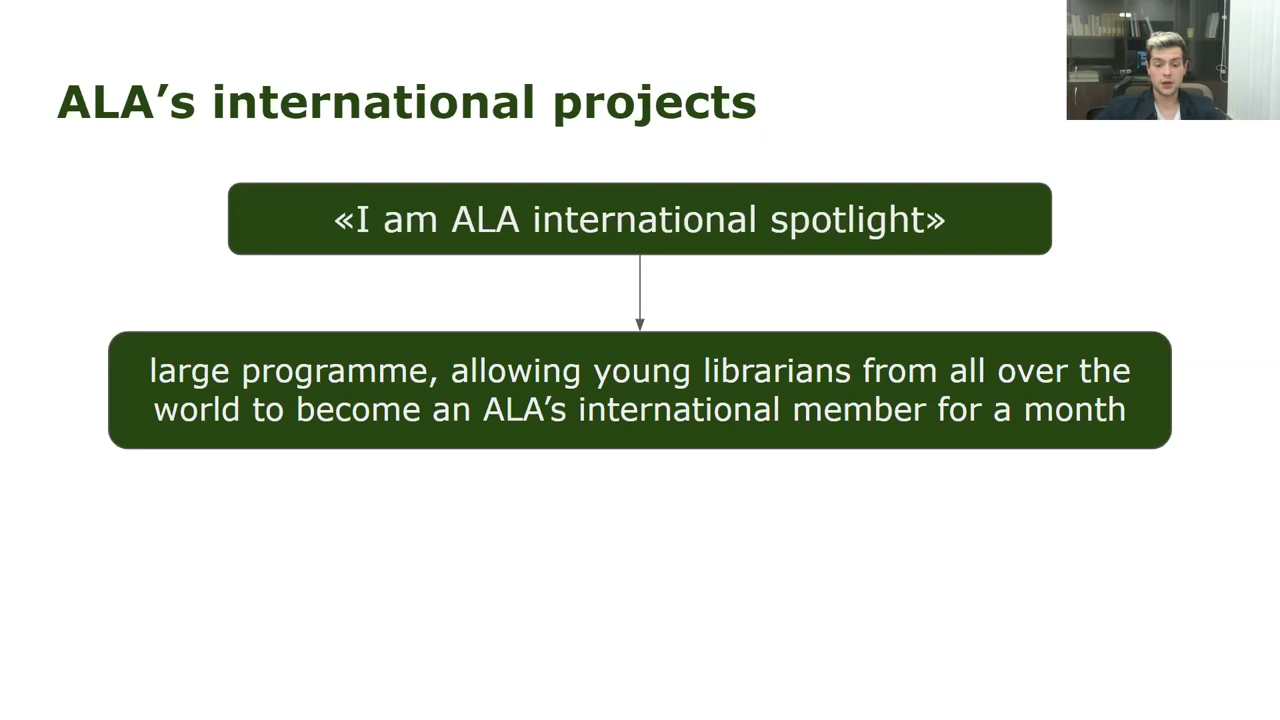 ALA’s international projects
«I am ALA international spotlight»
large programme, allowing young librarians from all over the
world to become an ALA’s international member for a month